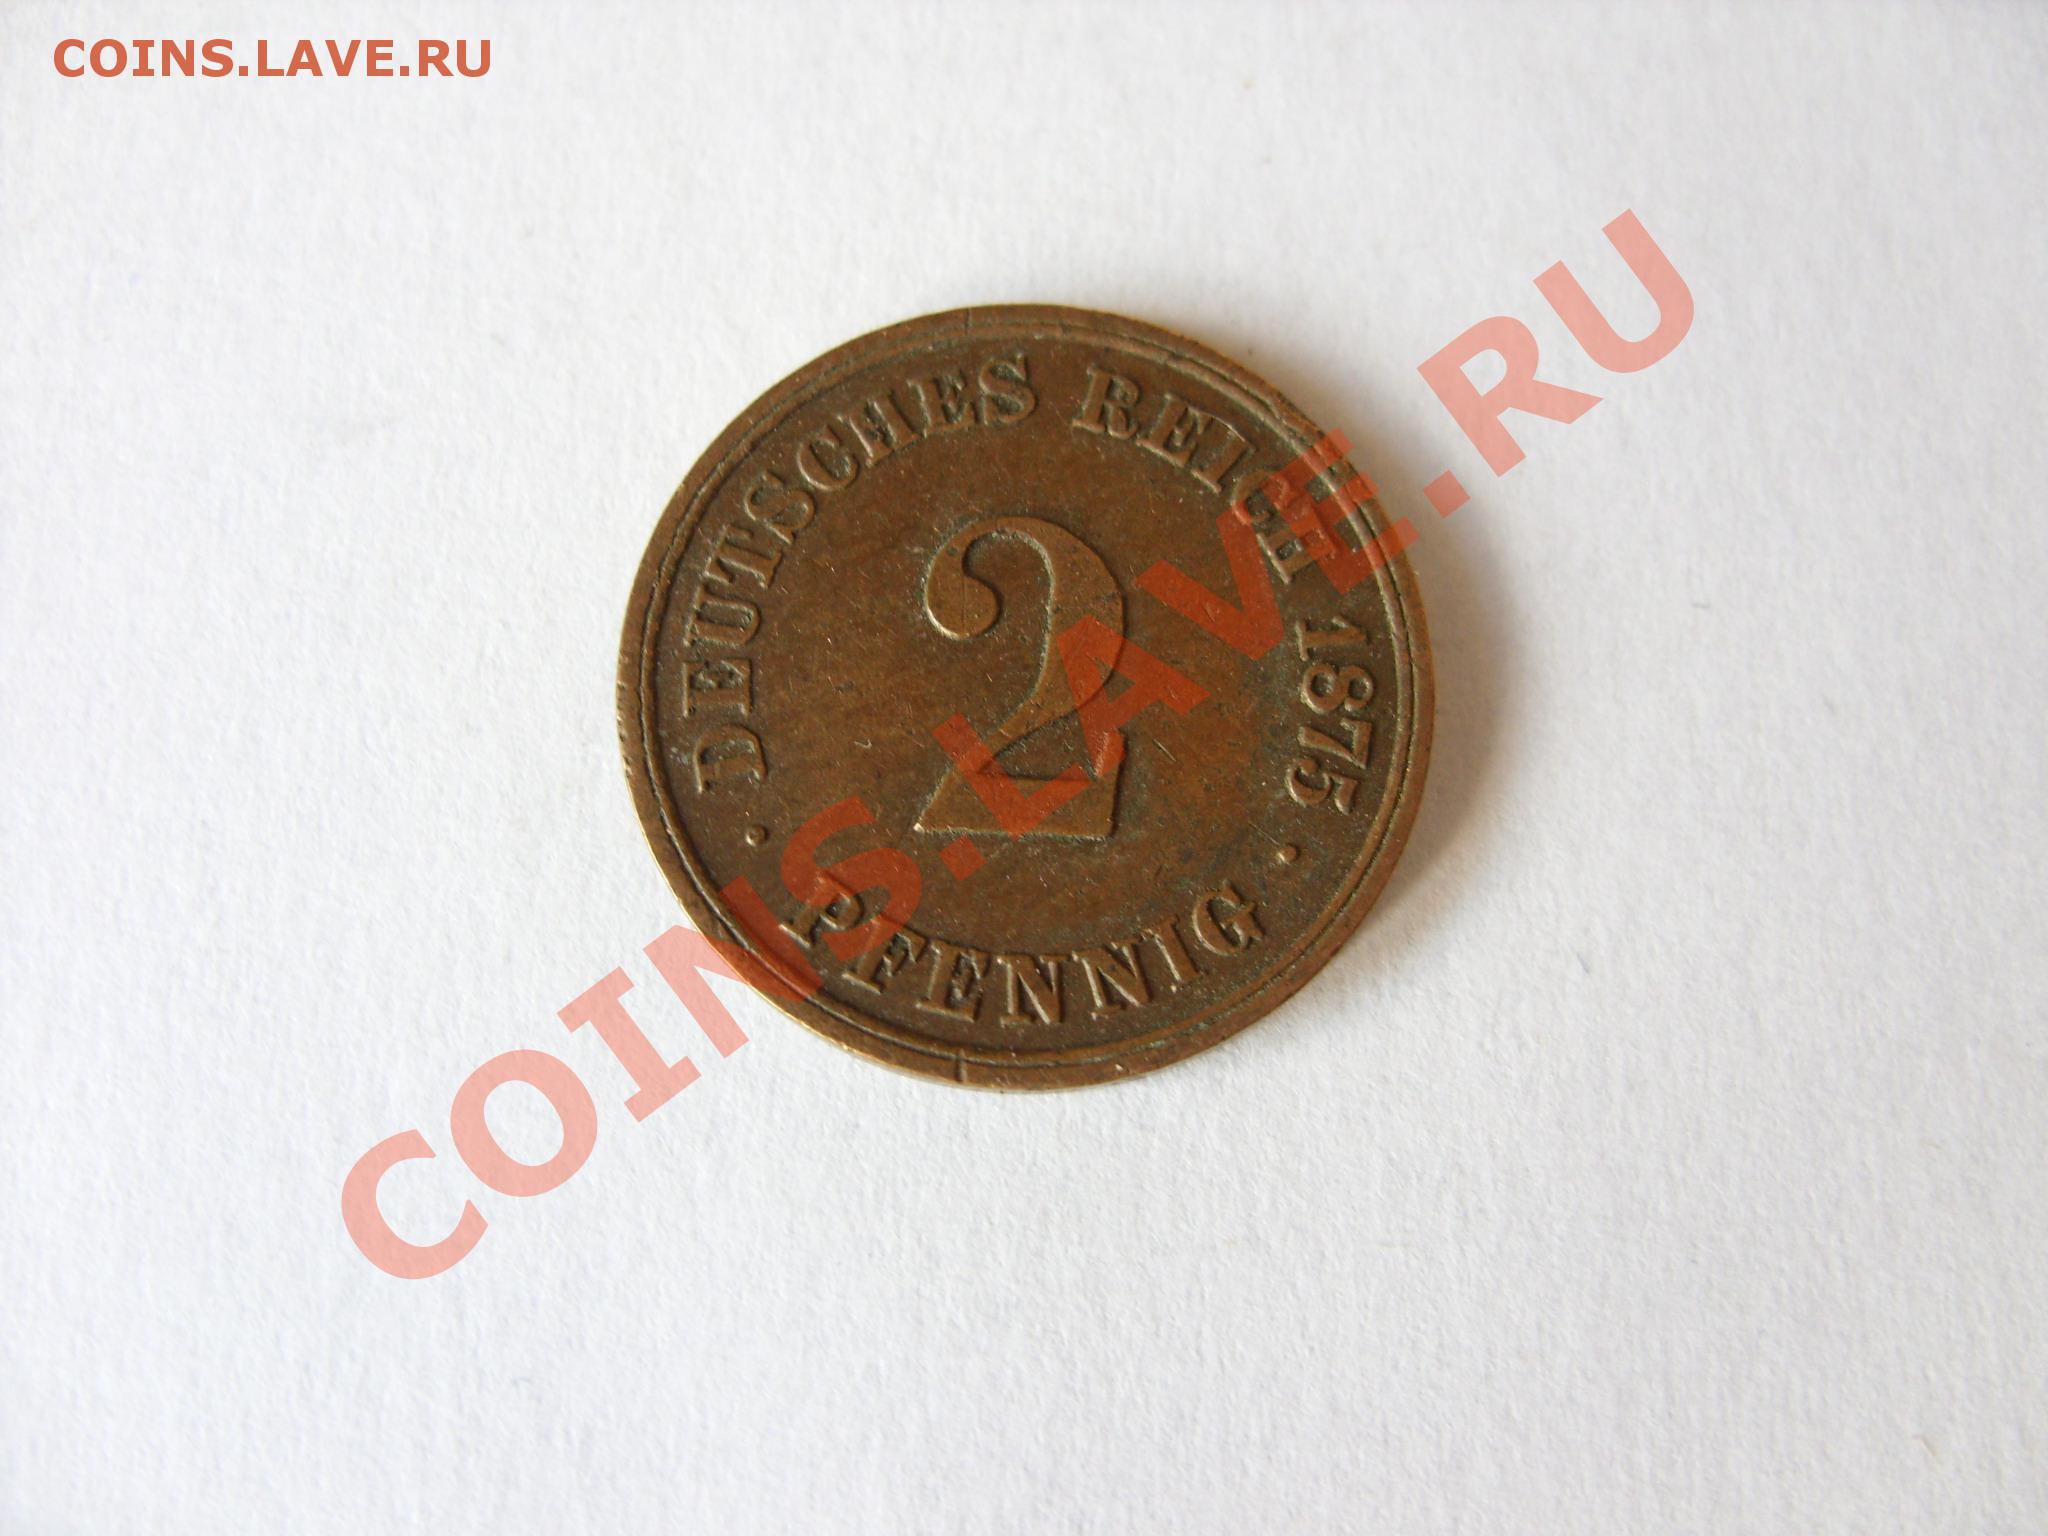 COINS.LAVE.RU
DEUTSCHES REICH 1875
2
· PFENNIG ·
COINS.LAVE.RU